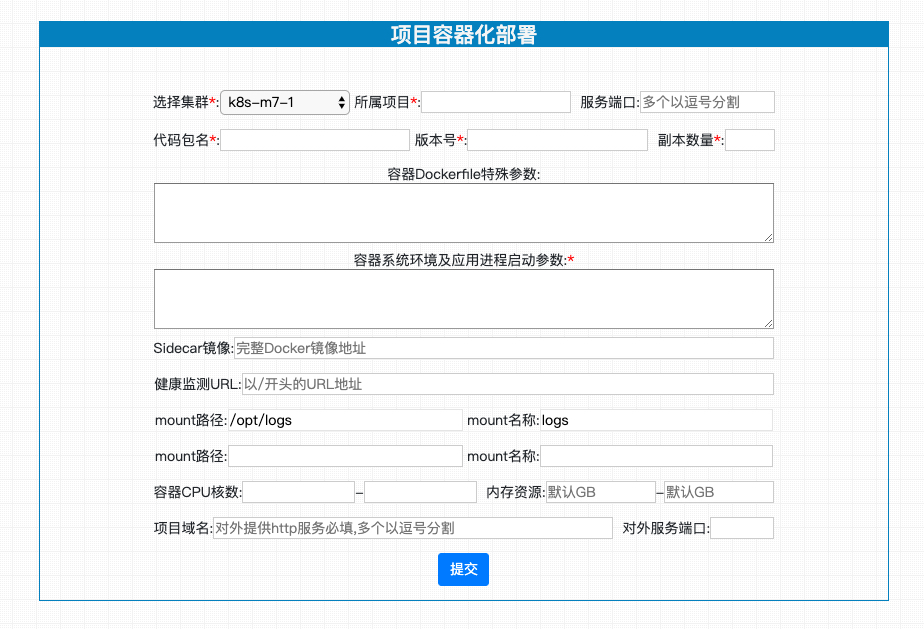 项目容器化部署
选择集群*: k8s-m7-1 所属项目*: 服务端口: 多个以逗号分割
代码包名*: 版本号*: 副本数量*:
容器Dockerfile特殊参数:
容器系统环境及应用进程启动参数:*
Sidecar镜像: 完整Docker镜像地址
健康监测URL: 以/开头的URL地址
mount路径: /opt/logs mount名称: logs
mount路径: mount名称:
容器CPU核数: – 内存资源: 默认GB – 默认GB
项目域名: 对外提供http服务必填,多个以逗号分割 对外服务端口:
提交